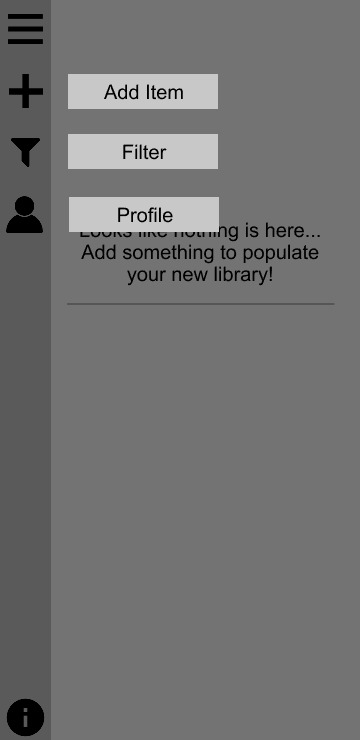 Add Item
Filter
Profile
Looks like nothing is here...
Add something to populate
your new library!